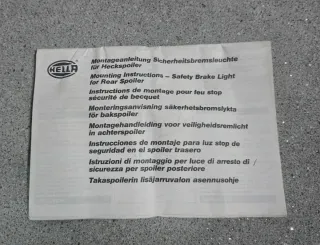 HELLA
Montageanleitung Sicherheitsbremsleuchte
für Heckspoiler
Mounting Instructions – Safety Brake Light
for Rear Spoiler
Instructions de montage pour feu stop
sécurité de becquet
Monteringsanvisning säkerhetsbromslykta
för bakspoiler
Montagehandleiding voor veiligheidsremlicht
in achterspoiler
Instrucciones de montaje para luz stop de
seguridad en el spoiler trasero
Istruzioni di montaggio per luce di arresto di
sicurezza per spoiler posteriore
Takaspoilerin lisäjarruvalon asennusohje